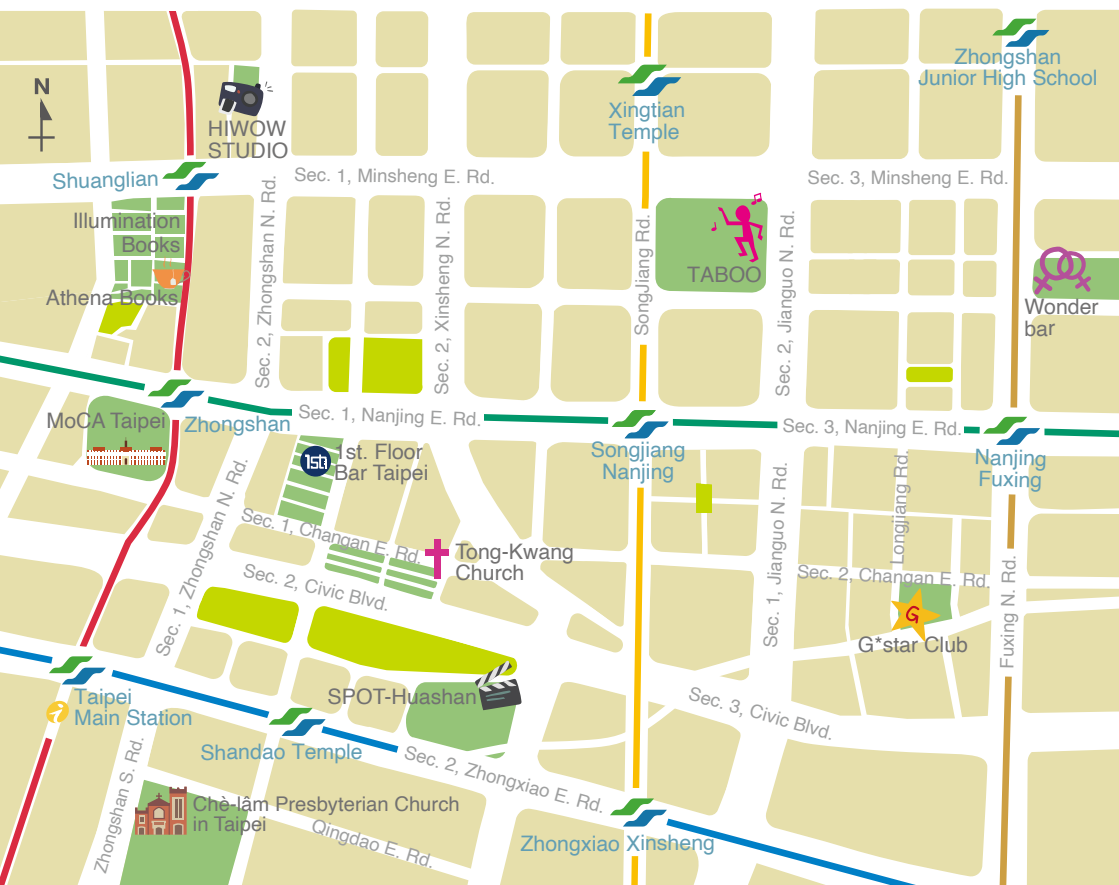 Zhongshan
Junior High School
N
Xingtian
Temple
HIWOW
STUDIO
Shuanglian
Sec. 1, Minsheng E. Rd.
Sec. 3, Minsheng E. Rd.
Illumination
Books
Athena Books
Sec. 2, Zhongshan N. Rd.
Sec. 2, Xinsheng N. Rd.
SongJiang Rd.
TABOO
Sec. 2, Jianguo N. Rd.
Wonder
bar
MoCA Taipei
Zhongshan
Sec. 1, Nanjing E. Rd.
Sec. 3, Nanjing E. Rd.
1st
1st. Floor
Bar Taipei
Songjiang
Nanjing
Nanjing
Fuxing
Sec. 1, Zhongshan N. Rd.
Sec. 1, Changan E. Rd.
Tong-Kwang
Church
Sec. 1, Jianguo N. Rd.
Longjiang Rd.
Sec. 2, Changan E. Rd.
Sec. 2, Civic Blvd.
G
G*star Club
Fuxing N. Rd.
Taipei
Main Station
SPOT-Huashan
Sec. 3, Civic Blvd.
Shandao Temple
Sec. 2, Zhongxiao E. Rd.
Zhongshan S. Rd.
Chè-lâm Presbyterian Church
in Taipei
Qingdao E. Rd.
Zhongxiao Xinsheng